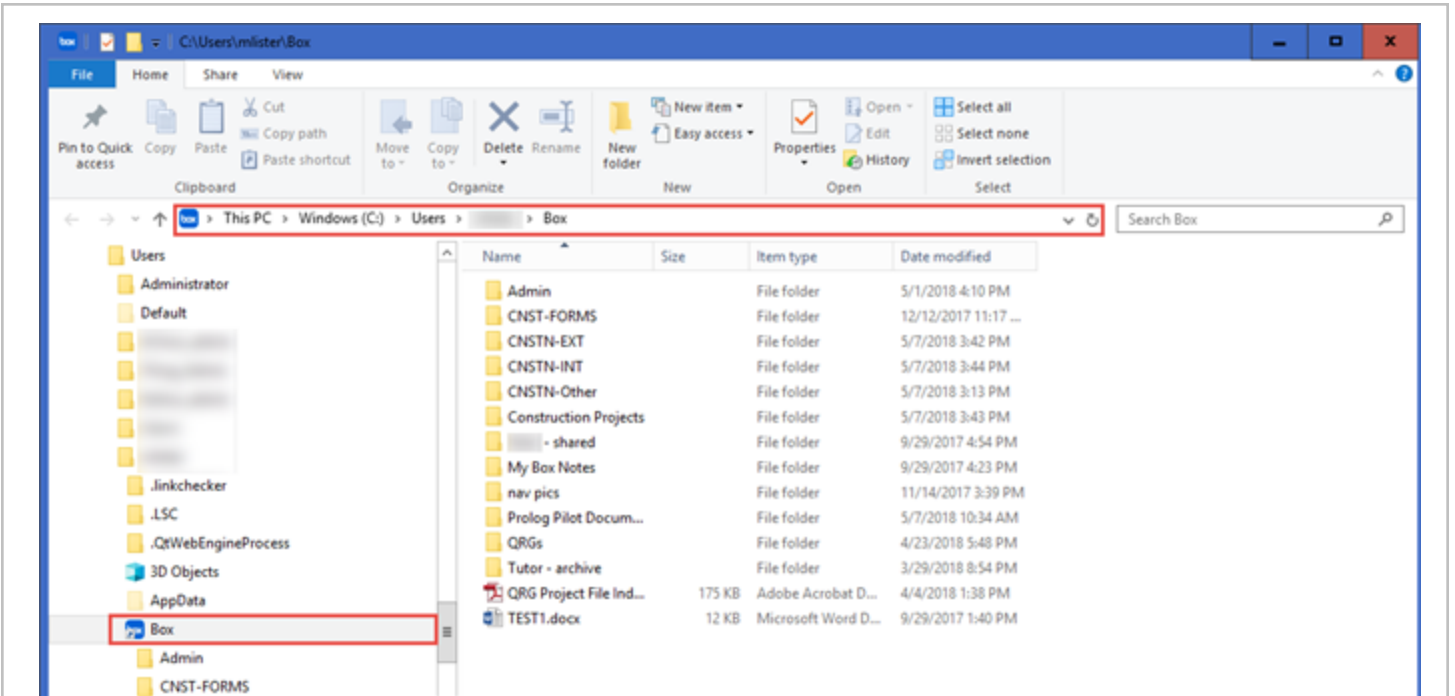 box C:\Users\mlister\Box
File Home Share View
Pin to Quick access
Copy
Paste
Cut
Copy path
Paste shortcut
Clipboard
Move to
Copy to
Delete
Rename
Organize
New folder
New item
Easy access
New
Properties
Open
Edit
History
Open
Select all
Select none
Invert selection
Select
box This PC Windows (C:) Users Box
Search Box
Users
Administrator
Default
.linkchecker
.LSC
.QtWebEngineProcess
3D Objects
AppData
Box
Admin
CNST-FORMS
Name Size Item type Date modified
Admin File folder 5/1/2018 4:10 PM
CNST-FORMS File folder 12/12/2017 11:17 ...
CNSTN-EXT File folder 5/7/2018 3:42 PM
CNSTN-INT File folder 5/7/2018 3:44 PM
CNSTN-Other File folder 5/7/2018 3:13 PM
Construction Projects File folder 5/7/2018 3:43 PM
- shared File folder 9/29/2017 4:54 PM
My Box Notes File folder 9/29/2017 4:23 PM
nav pics File folder 11/14/2017 3:39 PM
Prolog Pilot Docum... File folder 5/7/2018 10:34 AM
QRGs File folder 4/23/2018 5:48 PM
Tutor - archive File folder 3/29/2018 8:54 PM
QRG Project File Ind... 175 KB Adobe Acrobat D... 4/4/2018 1:38 PM
TEST1.docx 12 KB Microsoft Word D... 9/29/2017 1:40 PM